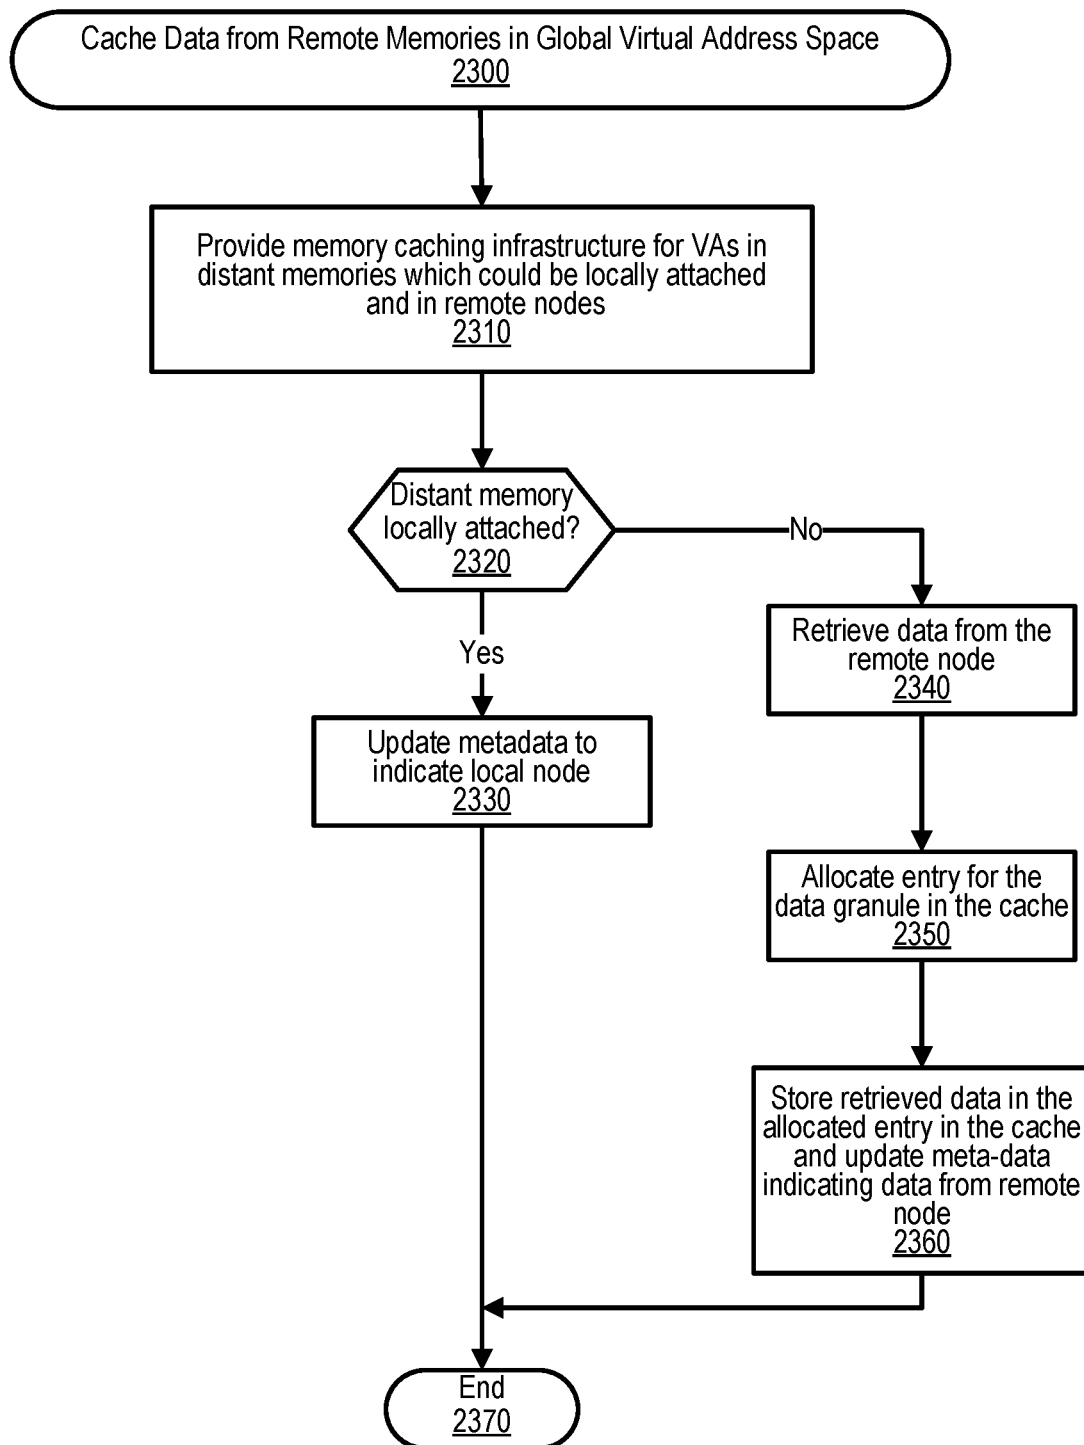 Cache Data from Remote Memories in Global Virtual Address Space
2300
Provide memory caching infrastructure for VAs in
distant memories which could be locally attached
and in remote nodes
2310
Distant memory
locally attached?
2320
No
Yes
Retrieve data from the
remote node
2340
Update metadata to
indicate local node
2330
Allocate entry for the
data granule in the cache
2350
Store retrieved data in the
allocated entry in the cache
and update meta-data
indicating data from remote
node
2360
End
2370